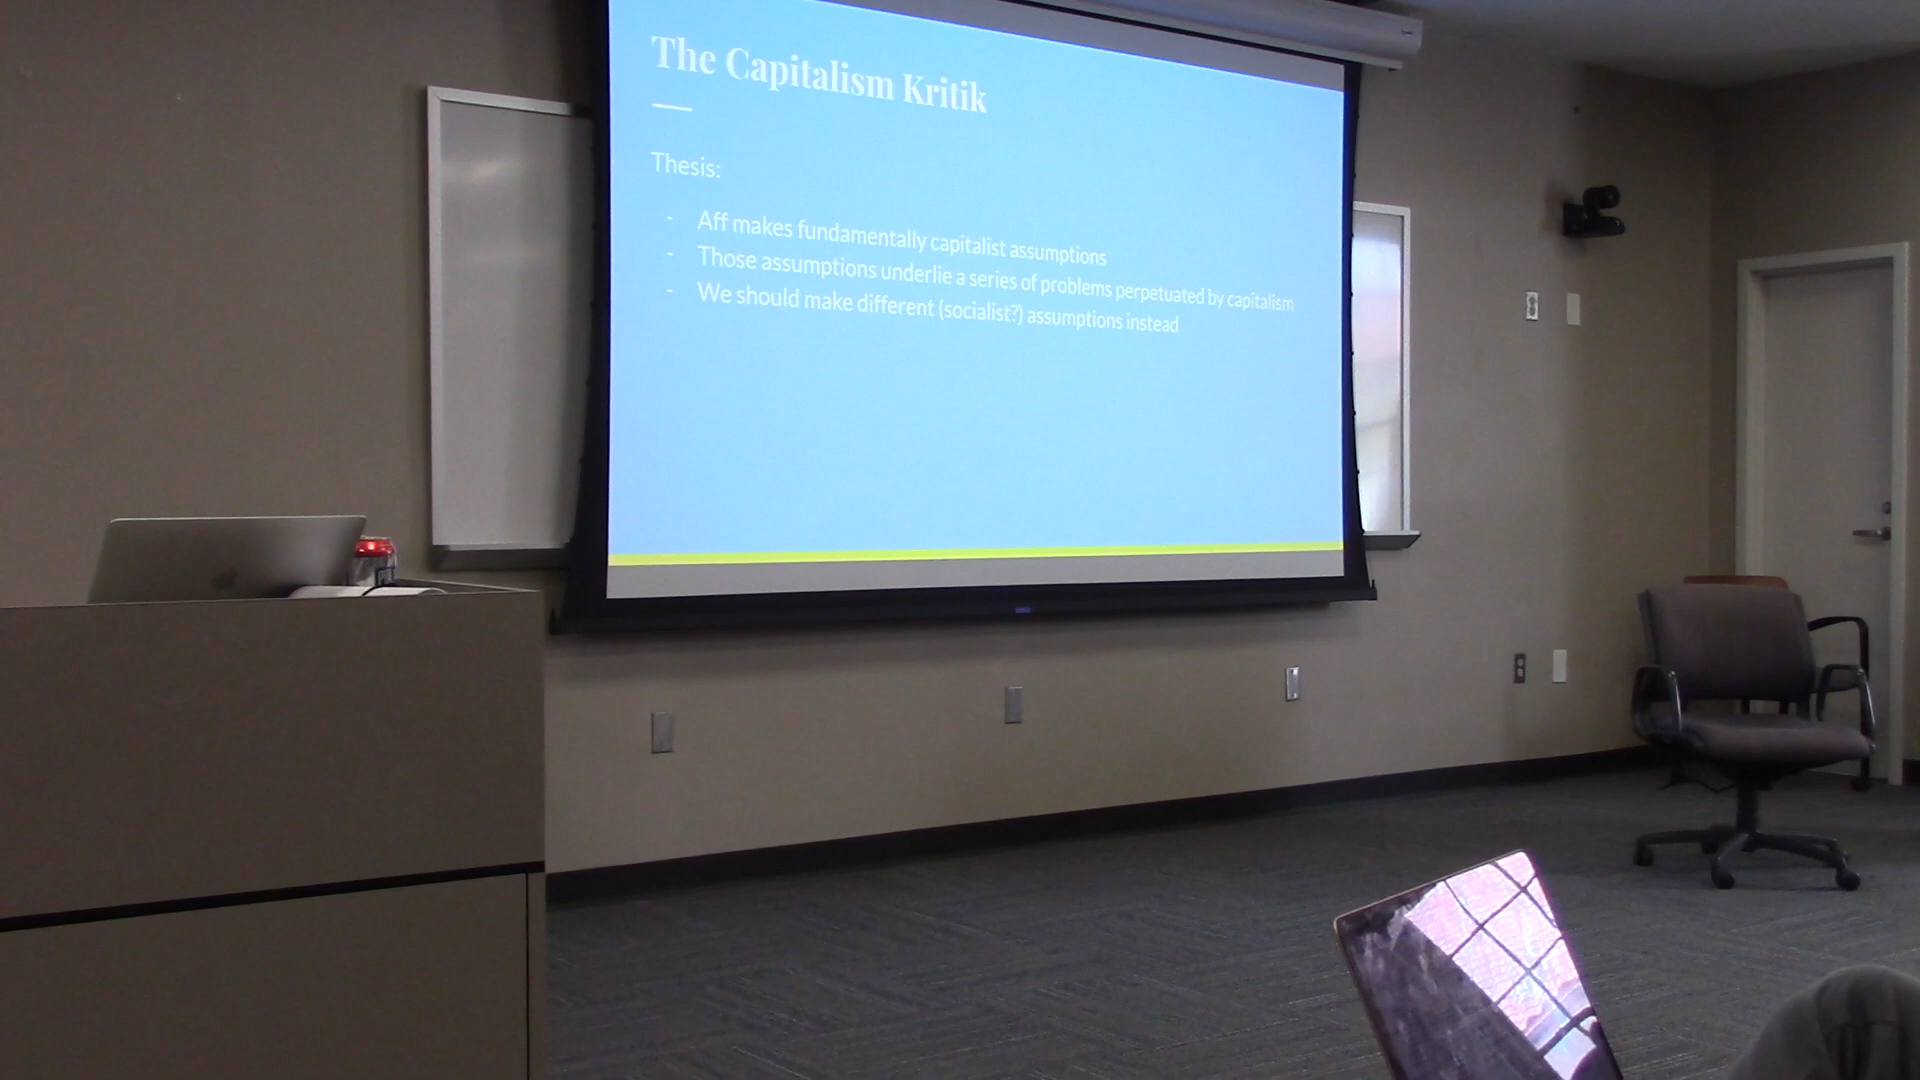 The Capitalism Kritik
Thesis:
- Aff makes fundamentally capitalist assumptions
- Those assumptions underlie a series of problems perpetuated by capitalism
- We should make different (socialist?) assumptions instead